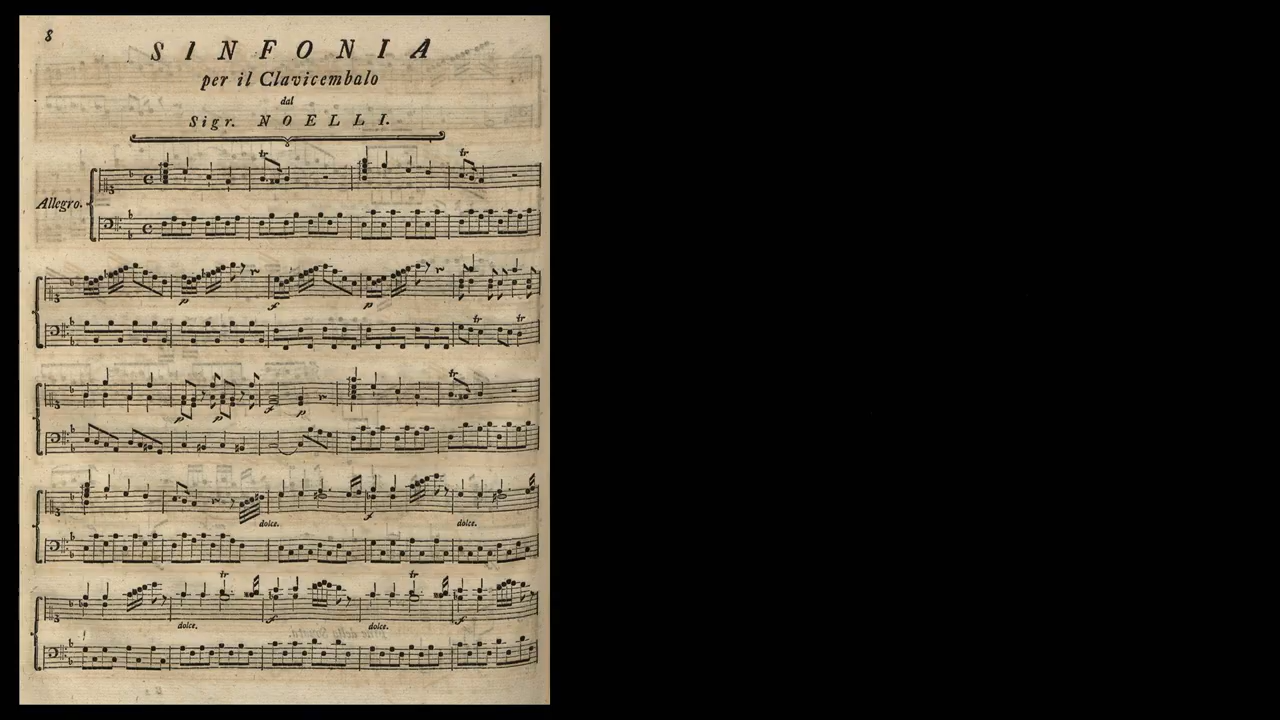 8
SINFONIA
per il Clavicembalo
dal
Sigr. NOELLI.
tr tr
Allegro.
p f p
tr tr
tr
p p f p
dolce. f dolce.
tr tr
dolce. f dolce. f